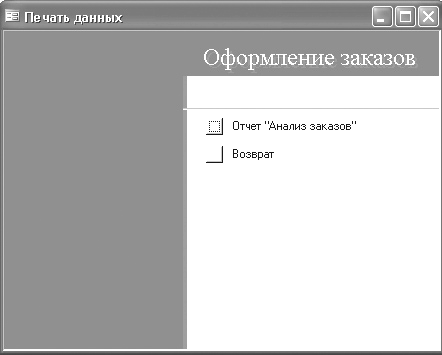 Печать данных
Оформление заказов
Отчет "Анализ заказов"
Возврат